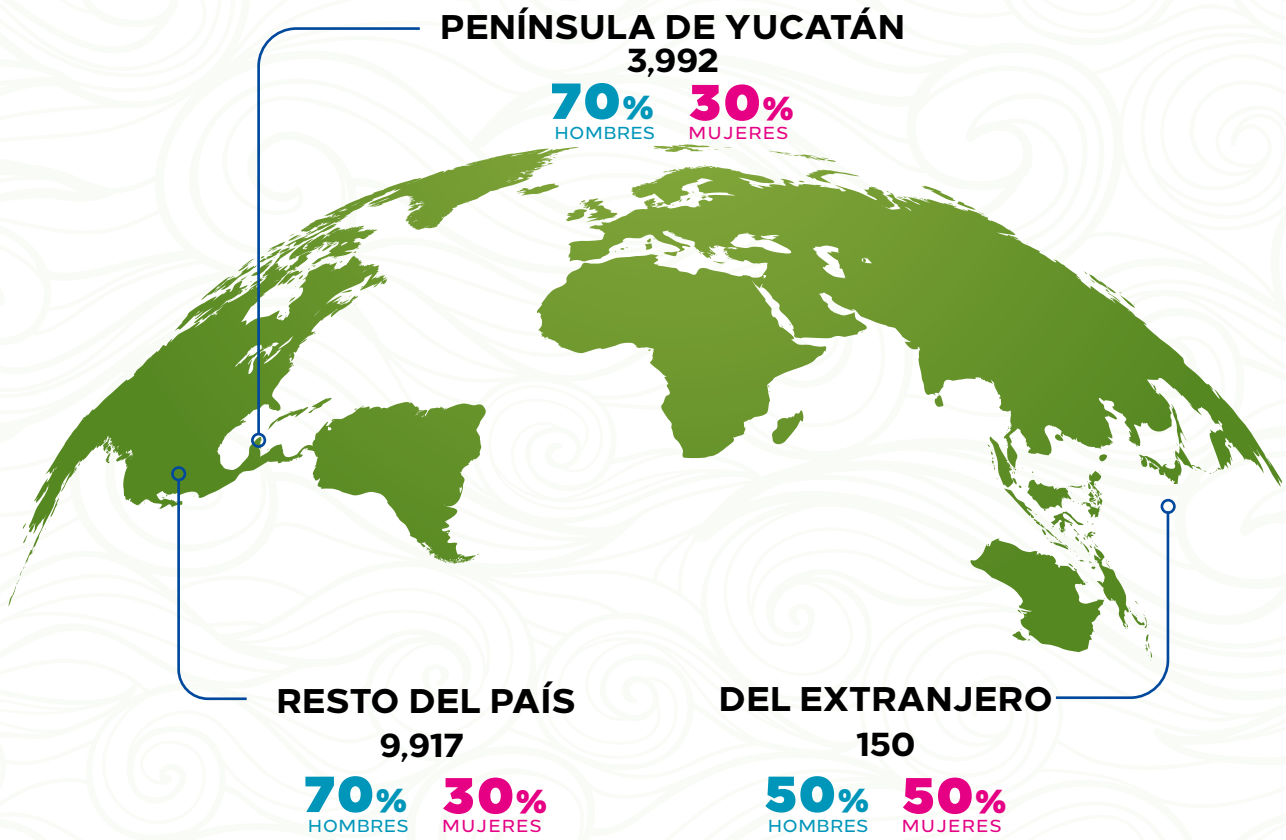 PENÍNSULA DE YUCATÁN
3,992
70% 30%
HOMBRES MUJERES
RESTO DEL PAÍS
9,917
70% 30%
HOMBRES MUJERES
DEL EXTRANJERO
150
50% 50%
HOMBRES MUJERES